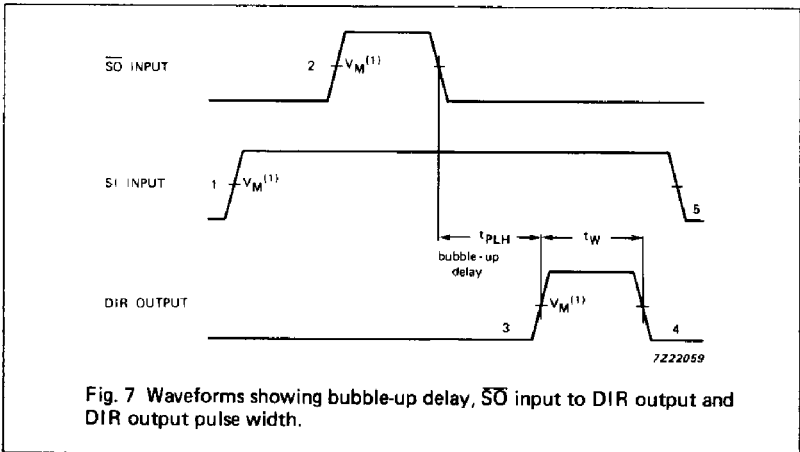 2 VM(1)
S̅O̅ INPUT
1 VM(1)
SI INPUT
5
tPLH tW
bubble-up
delay
DIR OUTPUT
VM(1)
3 4
7Z22059
Fig. 7 Waveforms showing bubble-up delay, S̅O̅ input to DIR output and
DIR output pulse width.